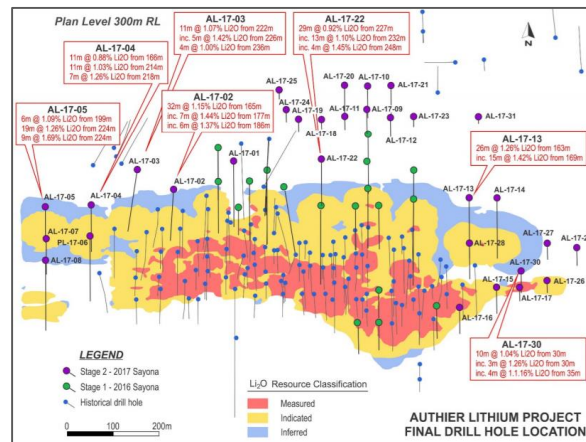 Plan Level 300m RL
AL-17-03
11m @ 1.07% Li2O from 222m
inc. 5m @ 1.42% Li2O from 226m
4m @ 1.00% Li2O from 236m
AL-17-22
29m @ 0.92% Li2O from 227m
inc. 13m @ 1.10% Li2O from 232m
inc. 4m @ 1.45% Li2O from 248m
N
AL-17-04
11m @ 0.88% Li2O from 166m
11m @ 1.03% Li2O from 214m
7m @ 1.26% Li2O from 218m
AL-17-05
6m @ 1.09% Li2O from 199m
19m @ 1.26% Li2O from 224m
9m @ 1.69% Li2O from 224m
AL-17-02
32m @ 1.15% Li2O from 165m
inc. 7m @ 1.44% Li2O from 177m
inc. 6m @ 1.37% Li2O from 186m
AL-17-13
26m @ 1.26% Li2O from 163m
inc. 15m @ 1.42% Li2O from 169m
AL-17-25
AL-17-20
AL-17-10
AL-17-21
AL-17-24
AL-17-19
AL-17-11
AL-17-09
AL-17-23
AL-17-31
AL-17-18
AL-17-12
AL-17-03
AL-17-01
AL-17-22
AL-17-05
AL-17-04
AL-17-02
AL-17-13
AL-17-14
AL-17-07
PL-17-06
AL-17-08
AL-17-28
AL-17-27
AL-17-2
AL-17-30
AL-17-15
AL-17-26
AL-17-17
AL-17-16
AL-17-30
10m @ 1.04% Li2O from 30m
inc. 3m @ 1.26% Li2O from 30m
inc. 4m @ 1.1.16% Li2O from 35m
LEGEND
Stage 2 - 2017 Sayona
Stage 1 - 2016 Sayona
Historical drill hole
0
200m
100m
Li2O Resource Classification
Measured
Indicated
Inferred
AUTHIER LITHIUM PROJECT
FINAL DRILL HOLE LOCATION